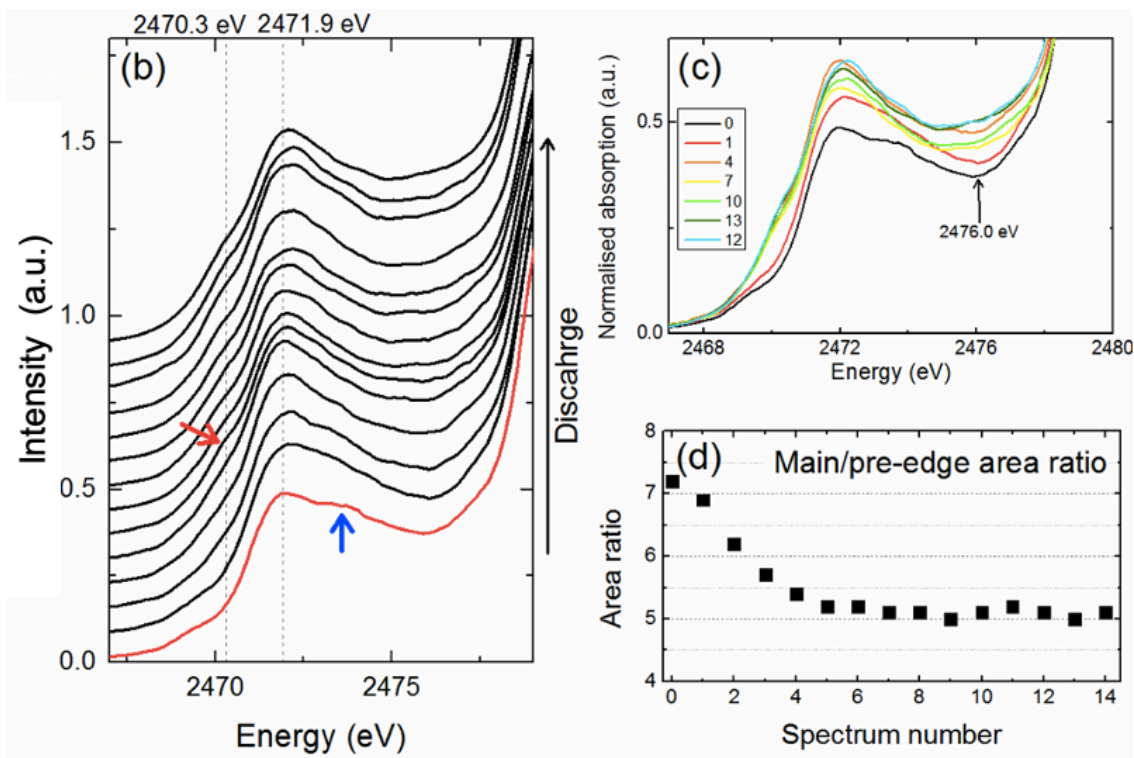 2470.3 eV 2471.9 eV
(b)
Intensity (a.u.)
1.5
1.0
0.5
0.0
2470 2475
Energy (eV)
Discahrge
(c)
Normalised absorption (a.u.)
0.5
0.0
0
1
4
7
10
13
12
2476.0 eV
2468 2472 2476 2480
Energy (eV)
(d) Main/pre-edge area ratio
Area ratio
8
7
6
5
4
0 2 4 6 8 10 12 14
Spectrum number